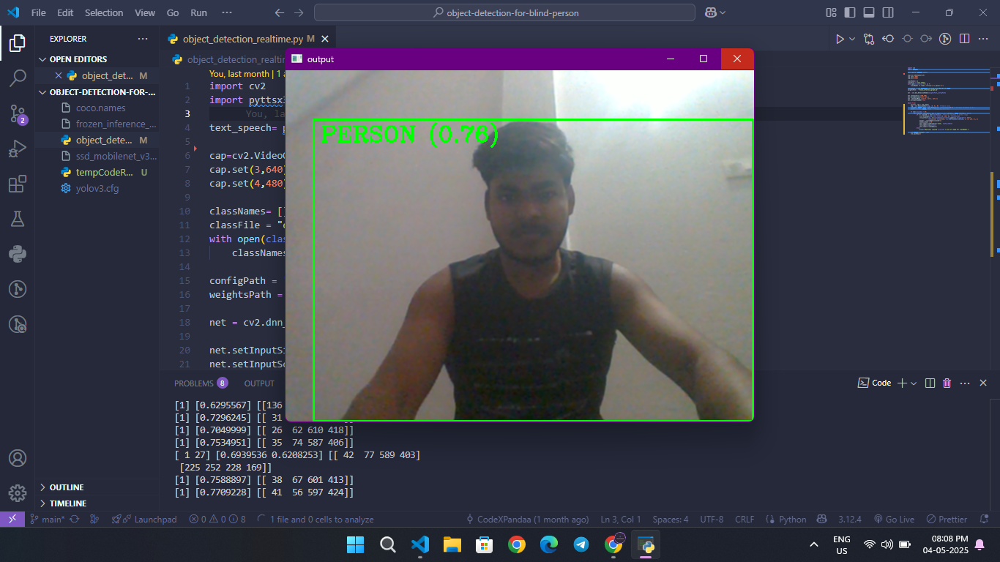 File Edit Selection View Go Run ··· object-detection-for-blind-person
EXPLORER ···
OPEN EDITORS
object_det... M
OBJECT-DETECTION-FOR-...
coco.names
frozen_inference_...
object_dete... M
ssd_mobilenet_v3...
tempCodeR... U
yolov3.cfg
OUTLINE
TIMELINE
2
object_detection_realtime.py M
object_detection_realtir
You, last month | 1 a
1 import cv2
2 import pyttsx3
3 You, la
4 text_speech= p
5
6 cap=cv2.VideoC
7 cap.set(3,640)
8 cap.set(4,480)
9
10 classNames= []
11 classFile = "c
12 with open(clas
13 classNames
14
15 configPath =
16 weightsPath =
17
18 net = cv2.dnn_
19
20 net.setInputSi
21 net.setInputSc
output
PERSON (0.76)
PROBLEMS 8 OUTPUT
Code
[1] [0.6295567] [[136
[1] [0.7296245] [[ 31
[1] [0.7049999] [[ 26 62 610 418]]
[1] [0.7534951] [[ 35 74 587 406]]
[ 1 27] [0.6939536 0.6208253] [[ 42 77 589 403]
[225 252 228 169]]
[1] [0.7588897] [[ 38 67 601 413]]
[1] [0.7709228] [[ 41 56 597 424]]
main* Launchpad 0 0 8 1 file and 0 cells to analyze CodeXPandaa (1 month ago) Ln 3, Col 1 Spaces: 4 UTF-8 CRLF {} Python 3.12.4 Go Live Prettier
ENG
US
08:08 PM
04-05-2025